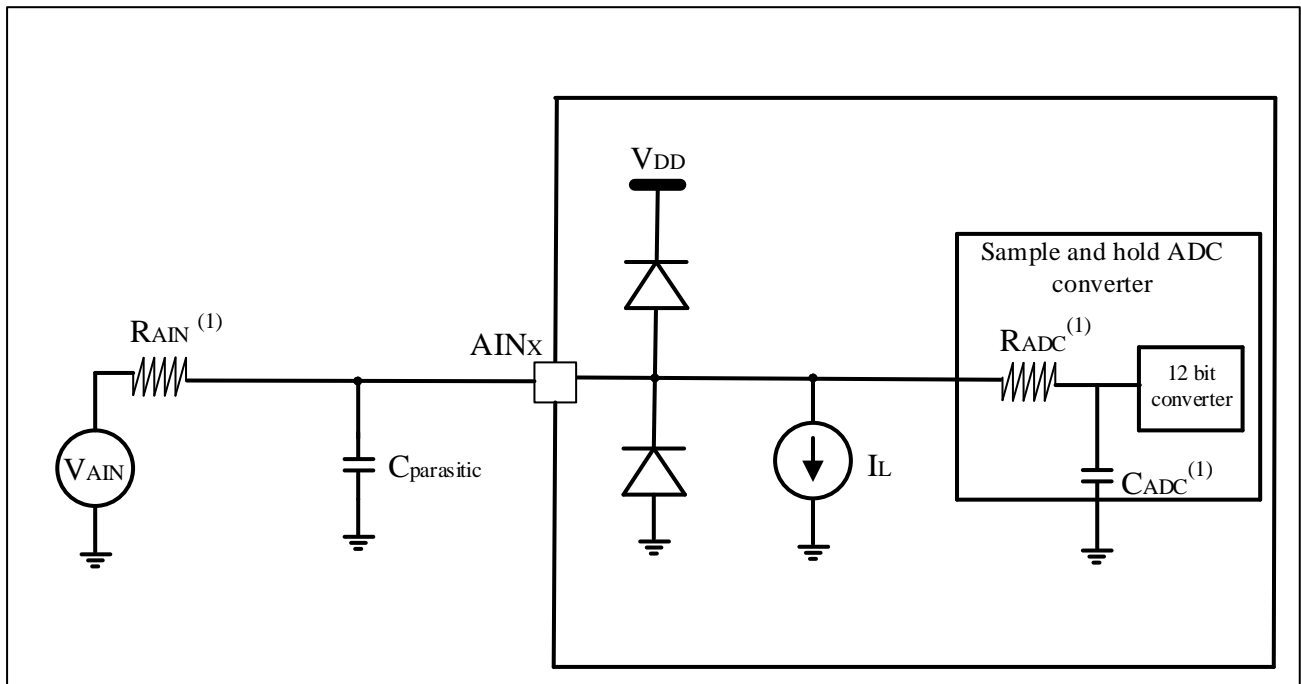 VDD
Sample and hold ADC
converter
RAIN (1)
AINX
RADC(1)
12 bit
converter
VAIN
Cparasitic
IL
CADC(1)